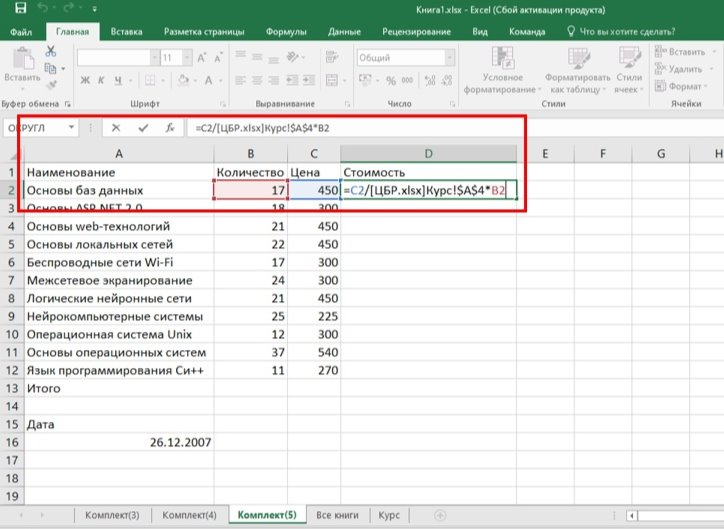 Книга1.xlsx - Excel (Сбой активации продукта)
Файл Главная Вставка Разметка страницы Формулы Данные Рецензирование Вид Команда Что вы хотите сделать?
Вставить Ж К Ч 11 Общий % 000 Условное форматирование Форматировать как таблицу Стили ячеек Вставить Удалить Формат
Буфер обмена Шрифт Выравнивание Число Стили Ячейки
ОКРУГЛ fx =C2/[ЦБР.xlsx]Курс!$A$4*B2
A B C D E F G H
1 Наименование Количество Цена Стоимость
2 Основы баз данных 17 450 =C2/[ЦБР.xlsx]Курс!$A$4*B2
3 Основы ASP.NET 2.0 18 300
4 Основы web-технологий 21 450
5 Основы локальных сетей 22 450
6 Беспроводные сети Wi-Fi 17 300
7 Межсетевое экранирование 24 300
8 Логические нейронные сети 21 450
9 Нейрокомпьютерные системы 25 225
10 Операционная система Unix 12 300
11 Основы операционных систем 37 540
12 Язык программирования Си++ 11 270
13 Итого
14
15 Дата
16 26.12.2007
17
18
19
Комплект(3) Комплект(4) Комплект(5) Все книги Курс